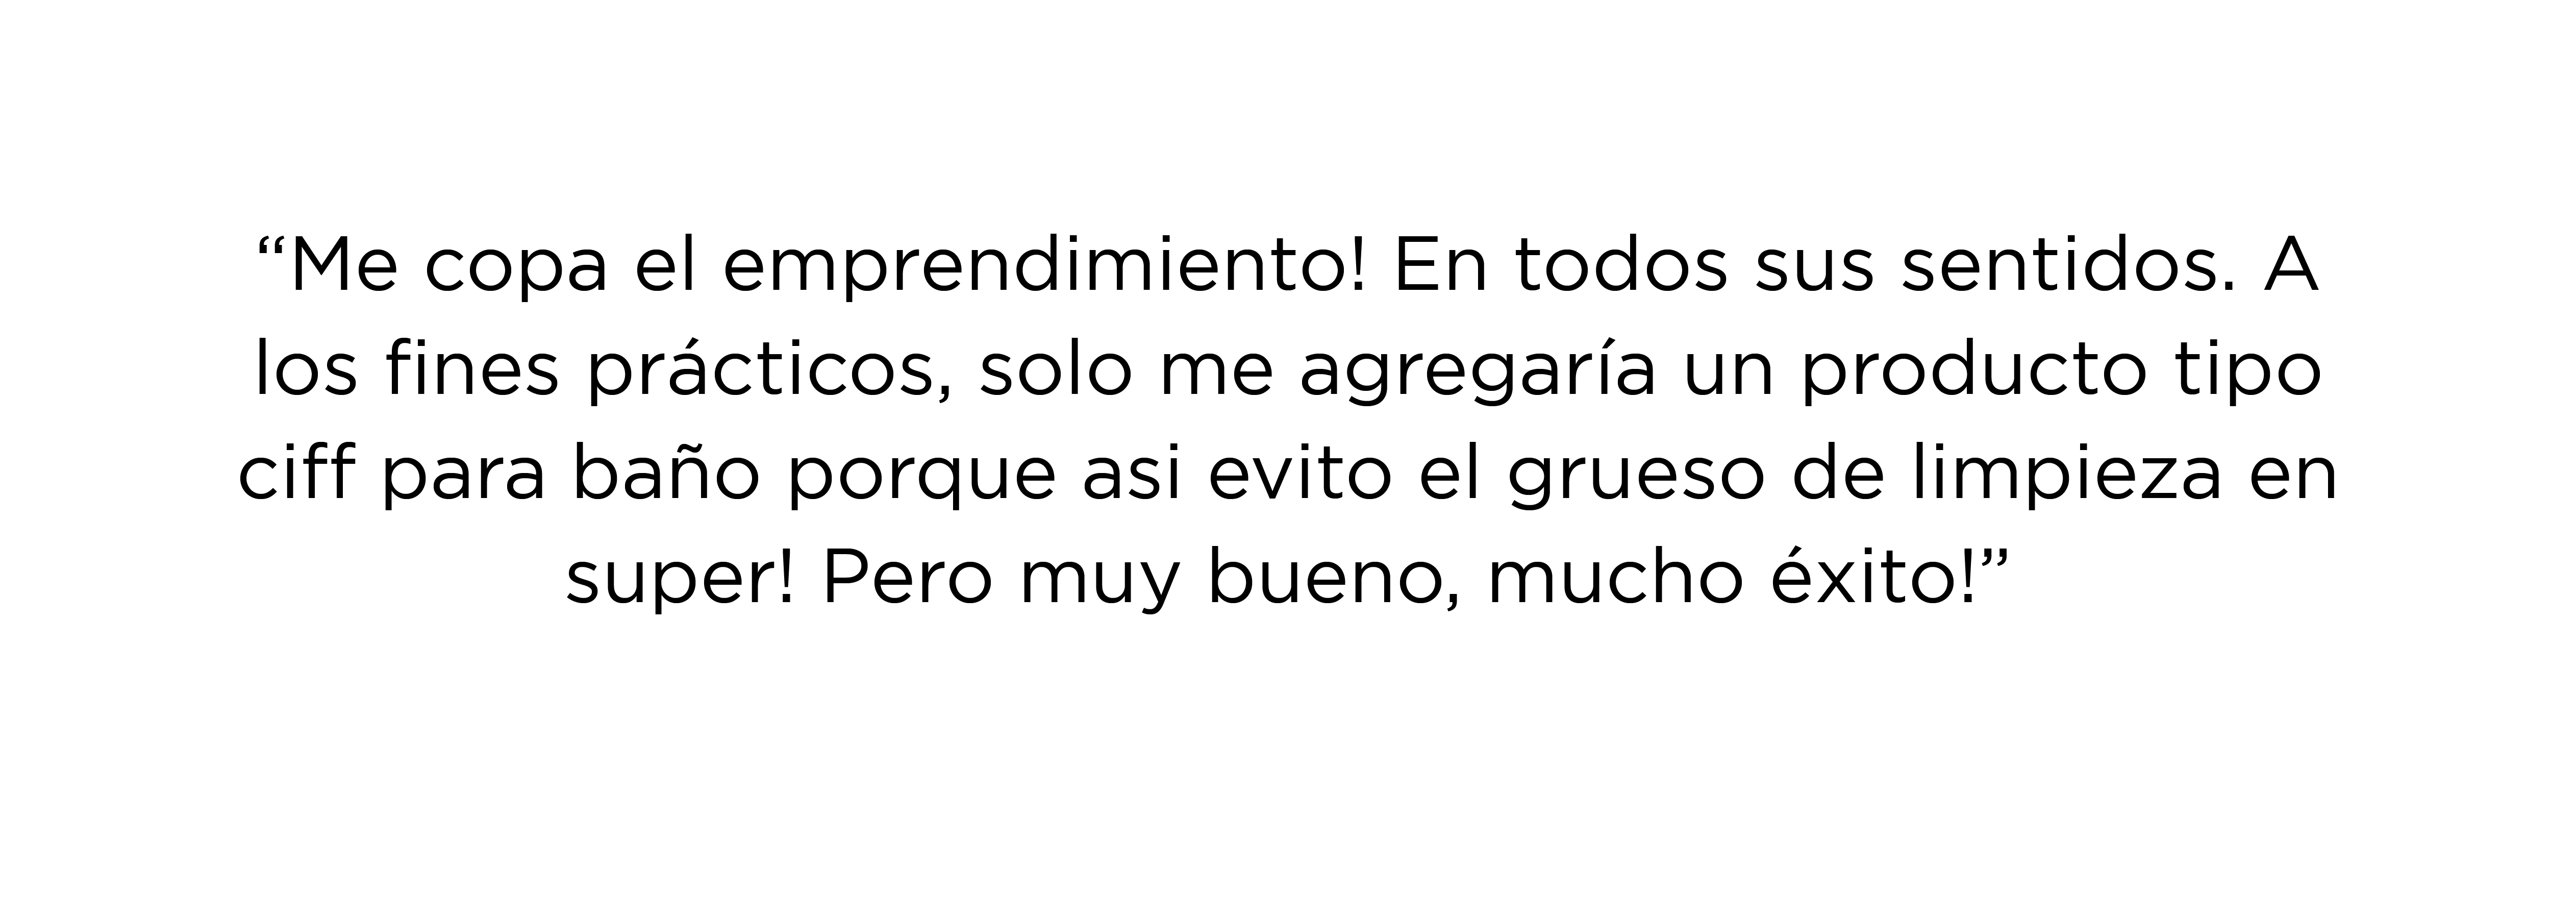 “Me copa el emprendimiento! En todos sus sentidos. A
los fines prácticos, solo me agregaría un producto tipo
ciff para baño porque asi evito el grueso de limpieza en
super! Pero muy bueno, mucho éxito!”